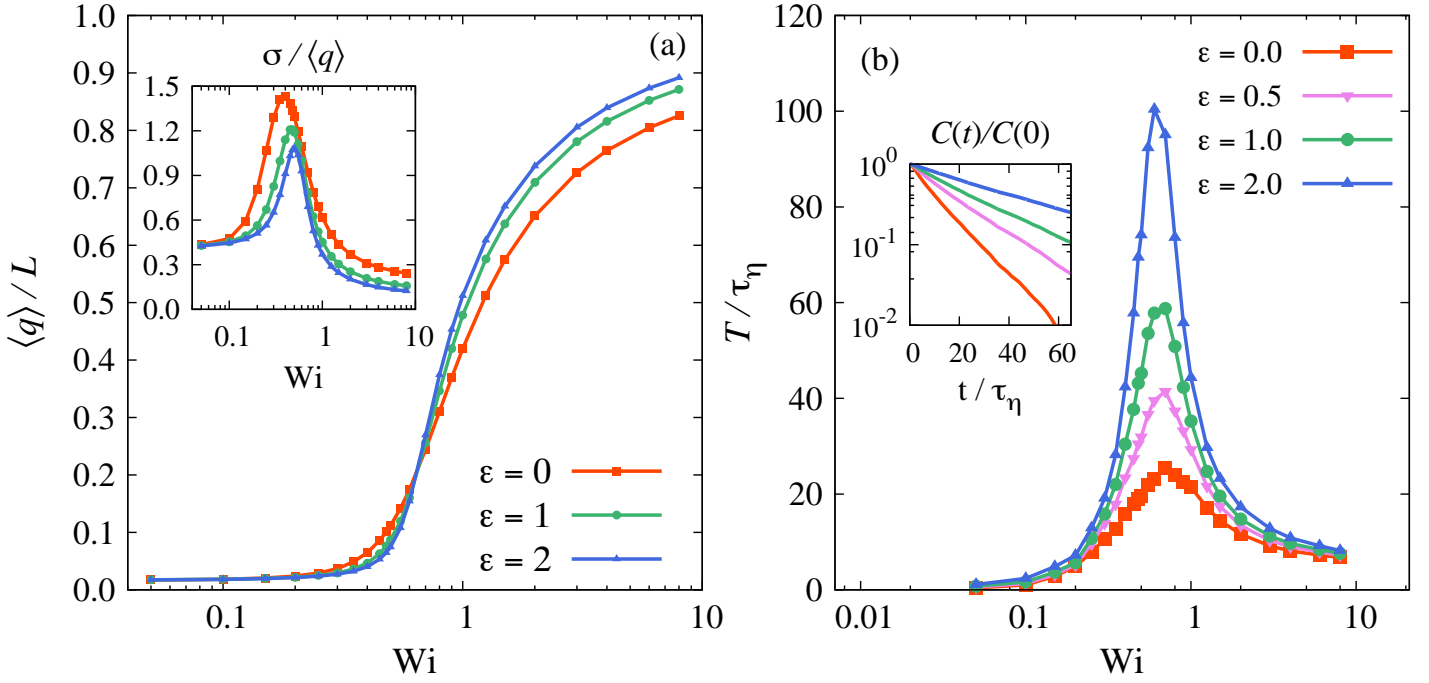 (a)
⟨q⟩ / L
1.0
0.9
0.8
0.7
0.6
0.5
0.4
0.3
0.2
0.1
0.0
0.1
1
10
Wi
σ / ⟨q⟩
1.5
1.2
0.9
0.6
0.3
0.0
0.1
1
10
Wi
ε = 0
ε = 1
ε = 2
(b)
T / τη
120
100
80
60
40
20
0
0.01
0.1
1
10
Wi
ε = 0.0
ε = 0.5
ε = 1.0
ε = 2.0
C(t)/C(0)
10⁰
10⁻¹
10⁻²
0
20
40
60
t / τη